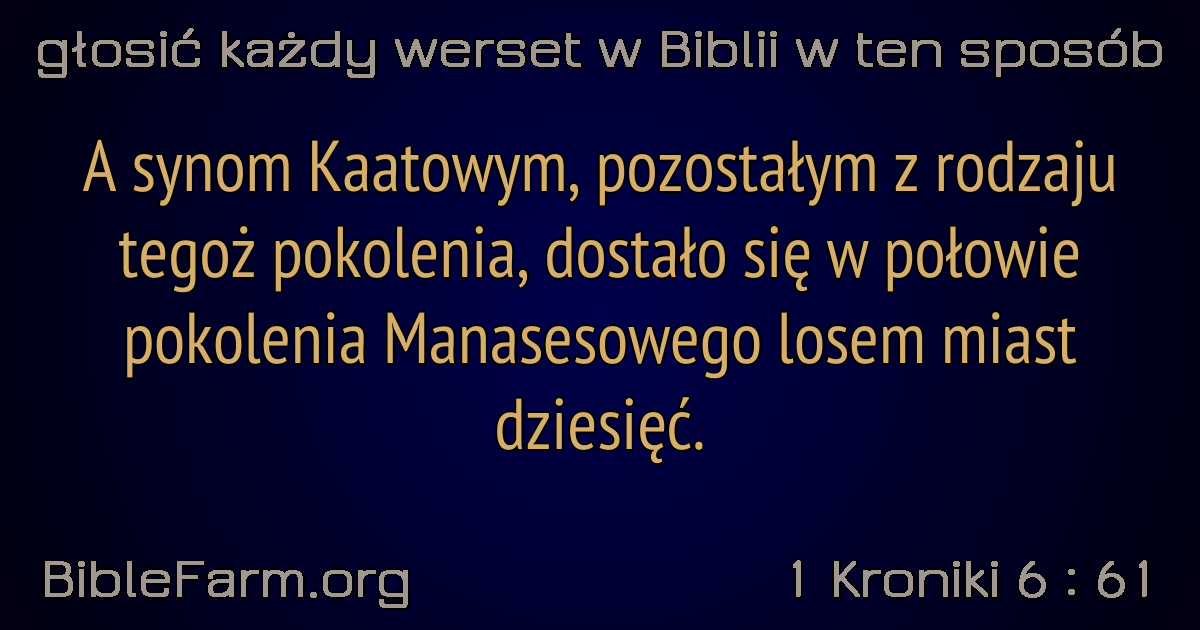 głosić każdy werset w Biblii w ten sposób
A synom Kaatowym, pozostałym z rodzaju
tegoż pokolenia, dostało się w połowie
pokolenia Manasesowego losem miast
dziesięć.
BibleFarm.org
1 Kroniki 6 : 61